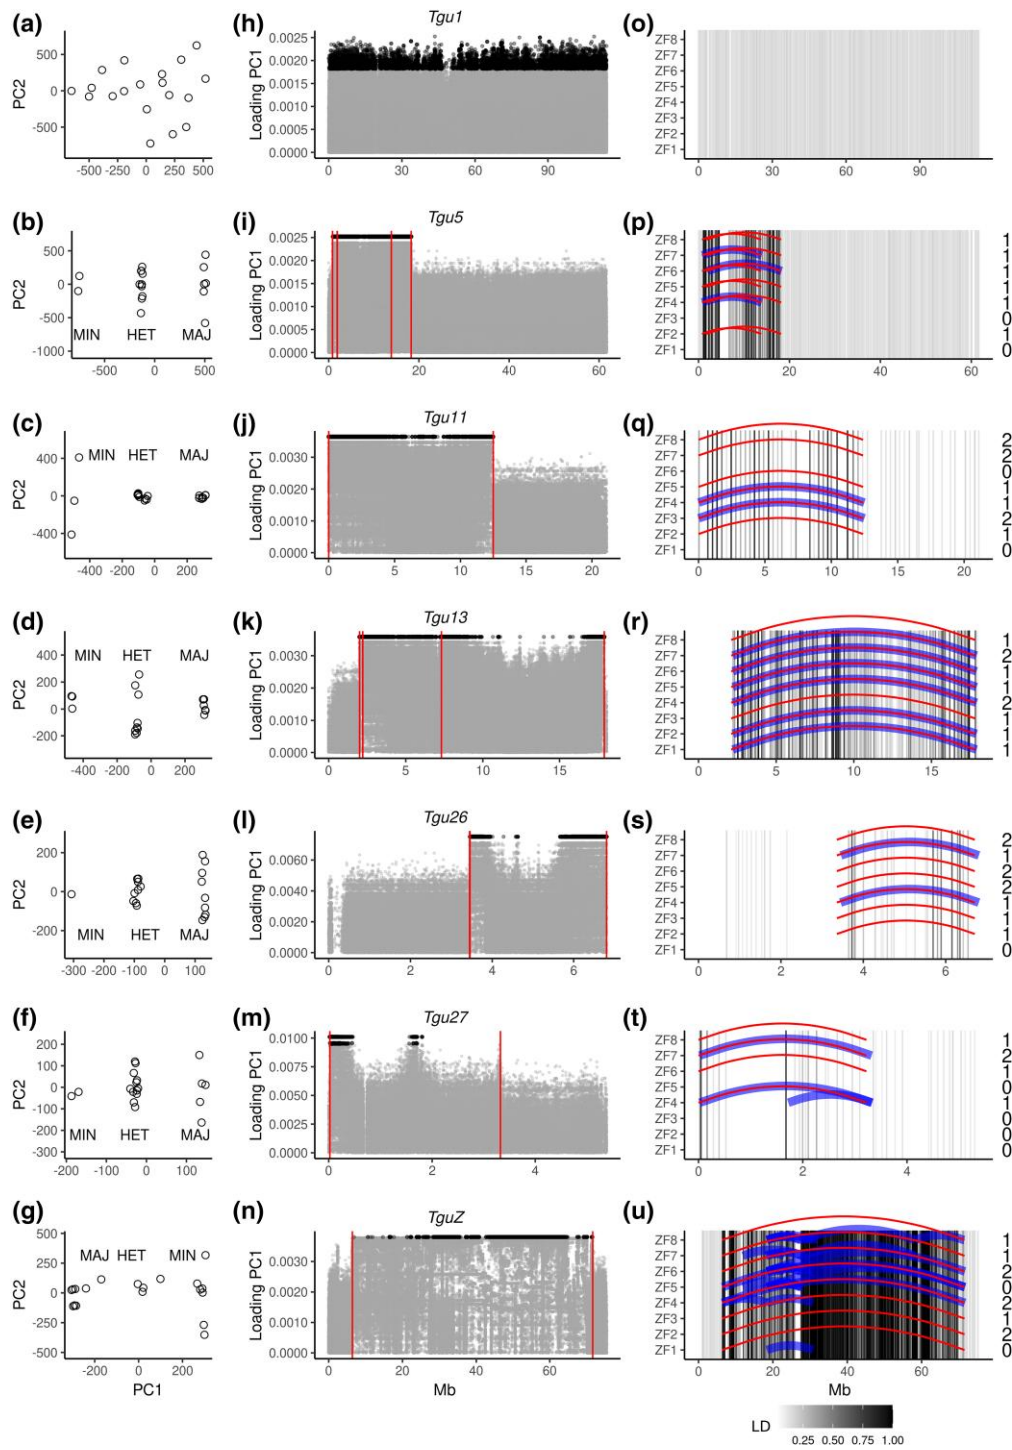 (a)
PC2
500
0
-500
-500 -250 0 250 500
(h)
Tgu1
Loading PC1
0.0025
0.0020
0.0015
0.0010
0.0005
0.0000
0 30 60 90
(o)
ZF8
ZF7
ZF6
ZF5
ZF4
ZF3
ZF2
ZF1
0 30 60 90
(b)
PC2
500
0
-500
-1000
MIN HET MAJ
-500 0 500
(i)
Tgu5
Loading PC1
0.0025
0.0020
0.0015
0.0010
0.0005
0.0000
0 20 40 60
(p)
ZF8 1
ZF7 1
ZF6 1
ZF5 1
ZF4 1
ZF3 0
ZF2 1
ZF1 0
0 20 40 60
(c)
PC2
400
0
-400
MIN HET MAJ
-400 -200 0 200
(j)
Tgu11
Loading PC1
0.0030
0.0020
0.0010
0.0000
0 5 10 15 20
(q)
ZF8 2
ZF7 2
ZF6 0
ZF5 1
ZF4 1
ZF3 2
ZF2 1
ZF1 0
0 5 10 15 20
(d)
PC2
400
200
0
-200
MIN HET MAJ
-450 -300 -150 0 150 300
(k)
Tgu13
Loading PC1
0.0030
0.0020
0.0010
0.0000
0 5 10 15
(r)
ZF8 1
ZF7 2
ZF6 1
ZF5 1
ZF4 2
ZF3 1
ZF2 1
ZF1 1
0 5 10 15
(e)
PC2
200
0
-200
MIN HET MAJ
-300 -200 -100 0 100
(l)
Tgu26
Loading PC1
0.0060
0.0040
0.0020
0.0000
0 2 4 6
(s)
ZF8 2
ZF7 1
ZF6 2
ZF5 2
ZF4 1
ZF3 1
ZF2 1
ZF1 0
0 2 4 6
(f)
PC2
200
100
0
-100
-200
-300
MIN HET MAJ
-200 -100 0 100
(m)
Tgu27
Loading PC1
0.0100
0.0075
0.0050
0.0025
0.0000
0 2 4
(t)
ZF8 1
ZF7 2
ZF6 1
ZF5 0
ZF4 1
ZF3 0
ZF2 0
ZF1 0
0 2 4
(g)
PC2
500
250
0
-250
-500
MAJ HET MIN
-200 0 200
PC1
(n)
TguZ
Loading PC1
0.0030
0.0020
0.0010
0.0000
0 20 40 60
Mb
(u)
ZF8 1
ZF7 1
ZF6 2
ZF5 0
ZF4 2
ZF3 1
ZF2 2
ZF1 0
0 20 40 60
Mb
LD
0.25 0.50 0.75 1.00